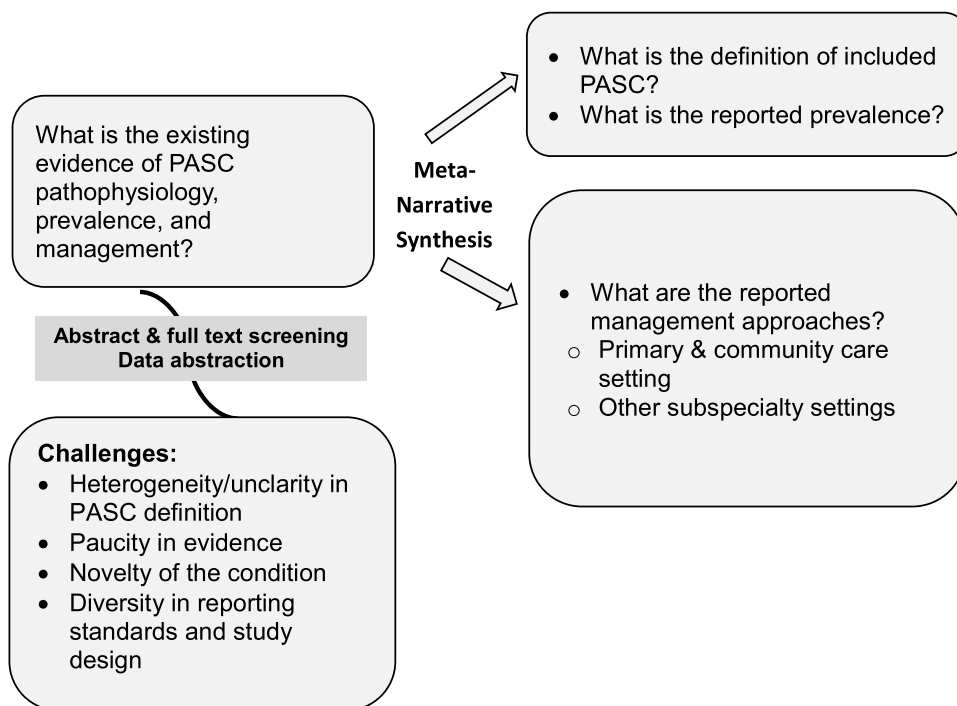 What is the existing
evidence of PASC
pathophysiology,
prevalence, and
management?
Abstract & full text screening
Data abstraction
Challenges:
• Heterogeneity/unclarity in
PASC definition
• Paucity in evidence
• Novelty of the condition
• Diversity in reporting
standards and study
design
Meta-
Narrative
Synthesis
• What is the definition of included
PASC?
• What is the reported prevalence?
• What are the reported
management approaches?
o Primary & community care
setting
o Other subspecialty settings